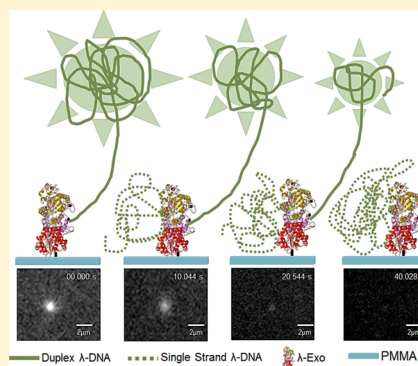 00.000 s
10.044 s
20.544 s
40.028
2µm
2µm
2µm
2µm
Duplex λ-DNA
Single Strand λ-DNA
λ-Exo
PMMA